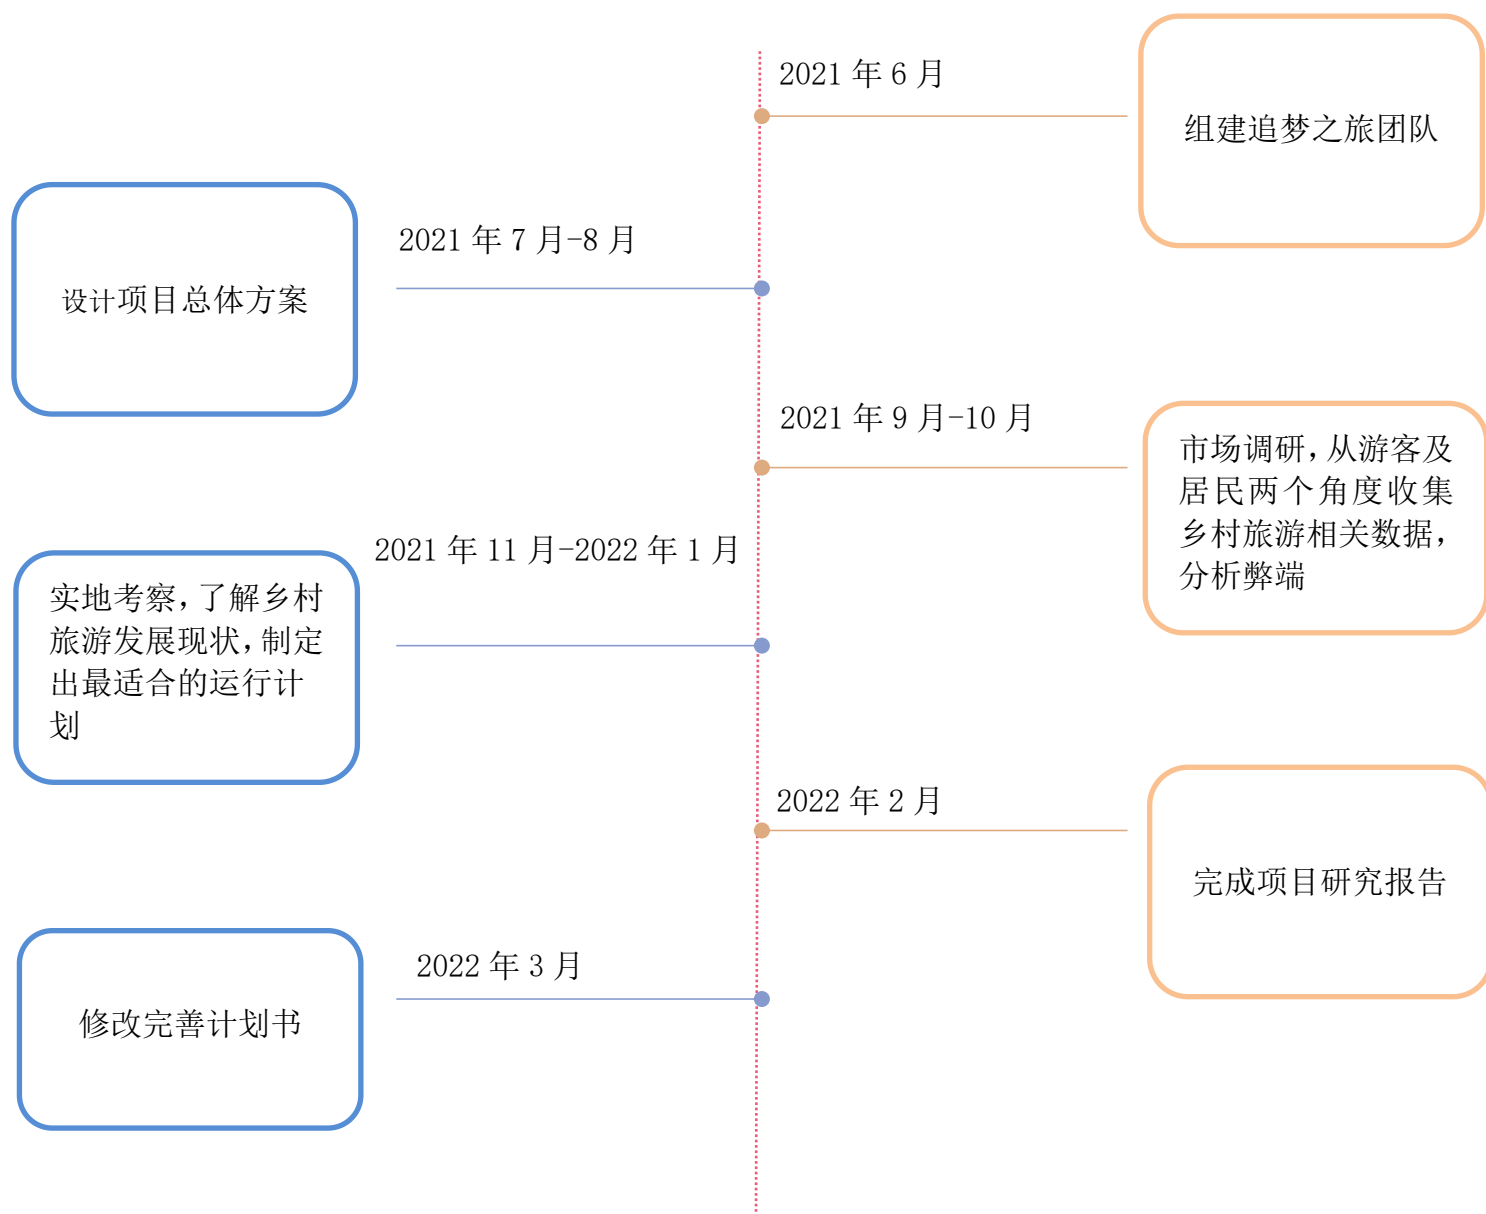 2021 年 6 月
组建追梦之旅团队
2021 年 7 月-8 月
设计项目总体方案
2021 年 9 月-10 月
市场调研，从游客及
居民两个角度收集
乡村旅游相关数据，
分析弊端
2021 年 11 月-2022 年 1 月
实地考察，了解乡村
旅游发展现状，制定
出最适合的运行计
划
2022 年 2 月
完成项目研究报告
2022 年 3 月
修改完善计划书